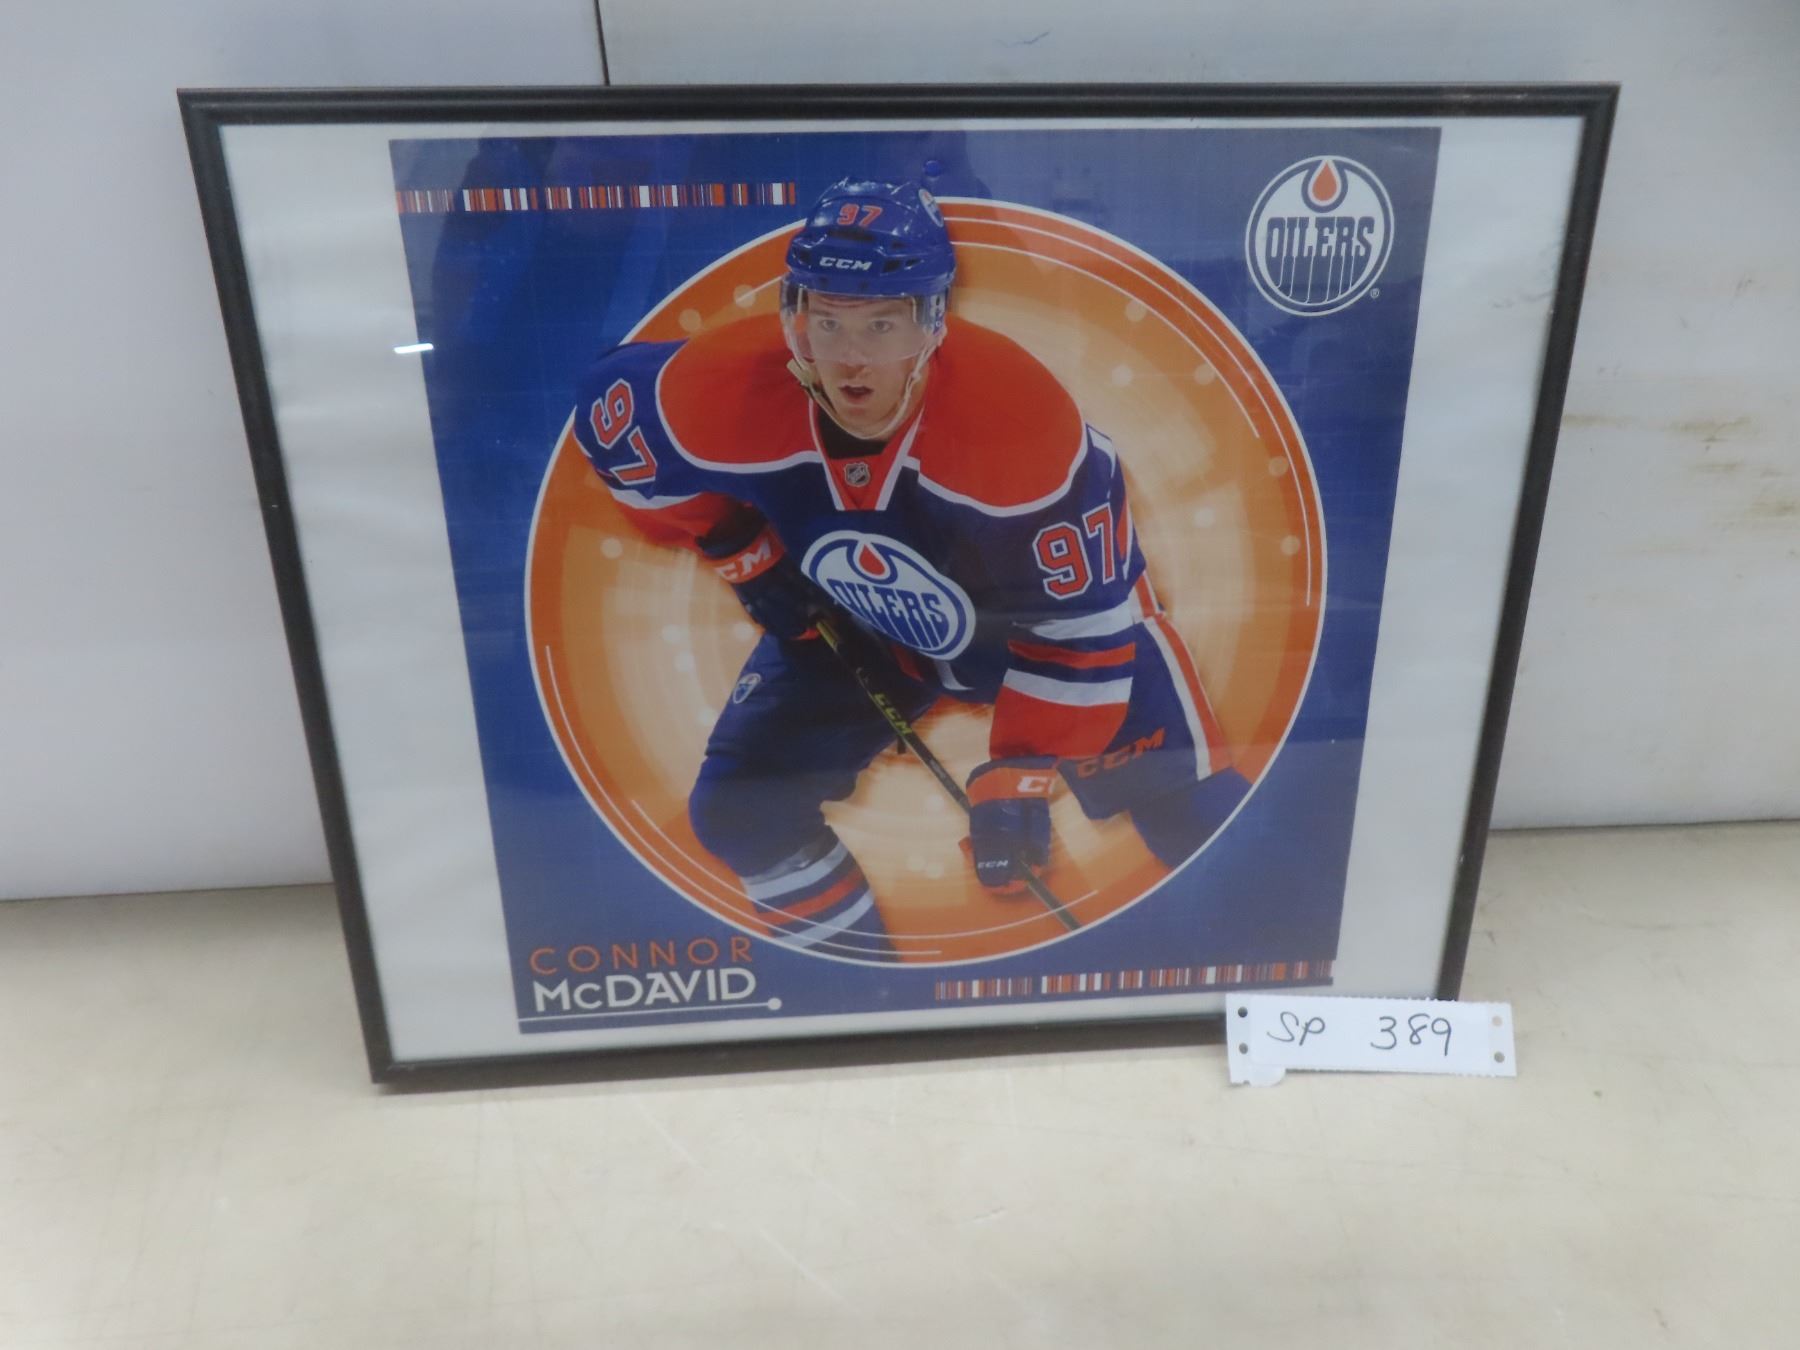 97
CCM
OILERS
®
97
97
CCM
OILERS
CCM
CCM
CCM
CONNOR
McDAVID
SP 389